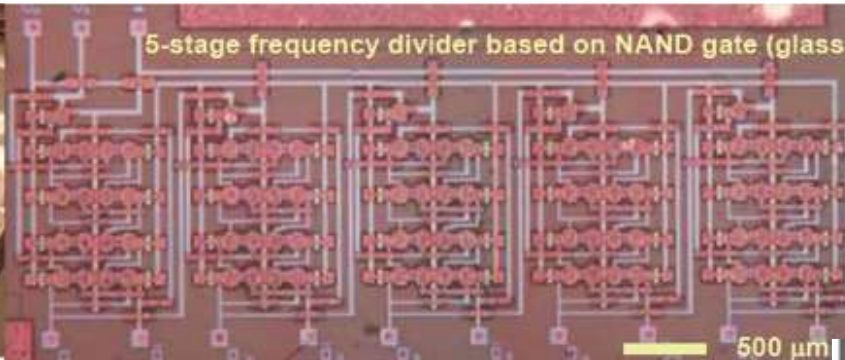 5-stage frequency divider based on NAND gate (glass
500 μm